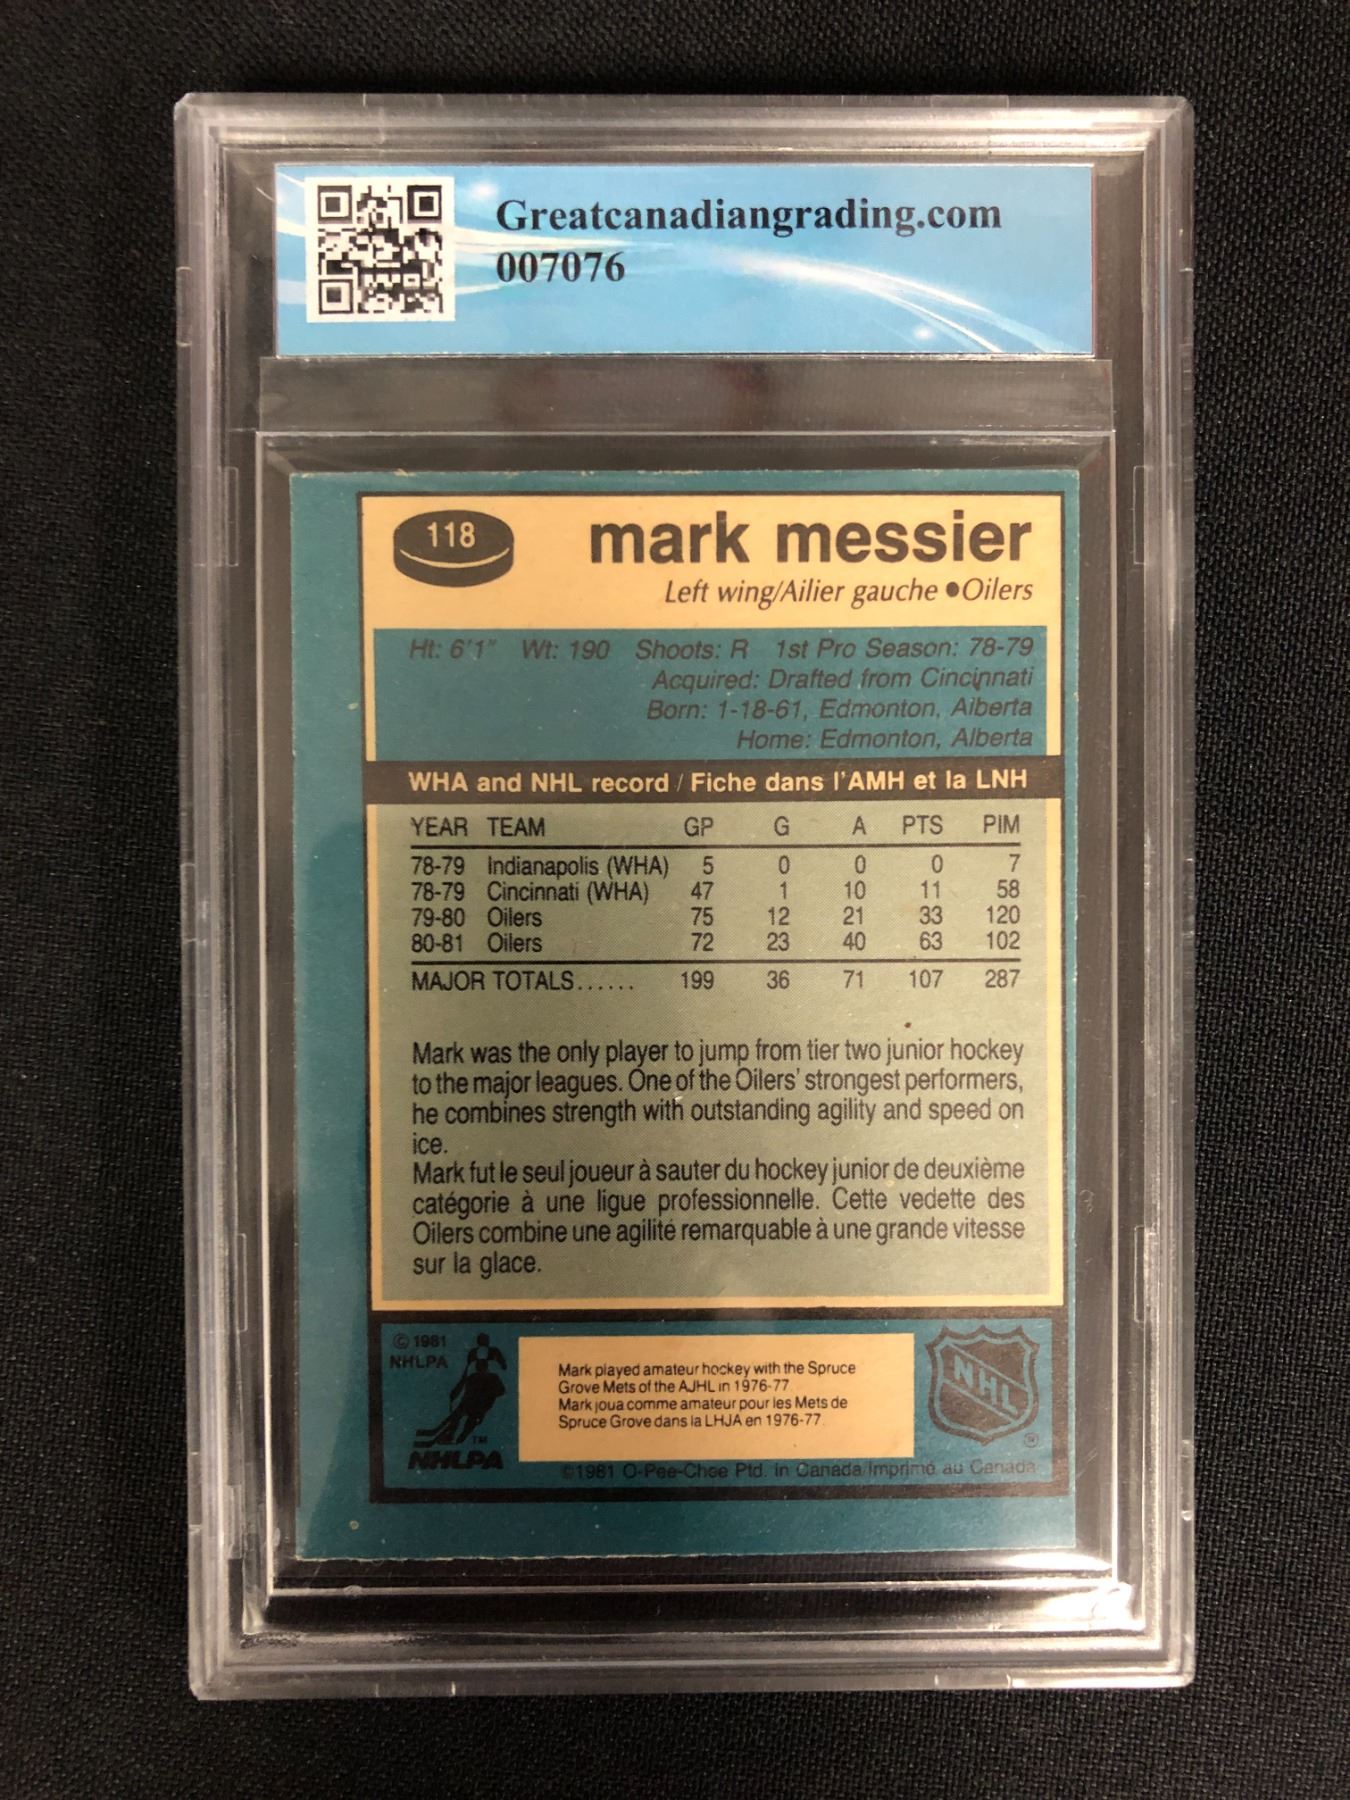 Greatcanadiangrading.com
007076
118
mark messier
Left wing/Ailier gauche ●Oilers
Ht: 6'1" Wt: 190 Shoots: R 1st Pro Season: 78-79
Acquired: Drafted from Cincinnati
Born: 1-18-61, Edmonton, Alberta
Home: Edmonton, Alberta
WHA and NHL record / Fiche dans l'AMH et la LNH
YEAR TEAM GP G A PTS PIM
78-79 Indianapolis (WHA) 5 0 0 0 7
78-79 Cincinnati (WHA) 47 1 10 11 58
79-80 Oilers 75 12 21 33 120
80-81 Oilers 72 23 40 63 102
MAJOR TOTALS...... 199 36 71 107 287
Mark was the only player to jump from tier two junior hockey
to the major leagues. One of the Oilers' strongest performers,
he combines strength with outstanding agility and speed on
ice.
Mark fut le seul joueur à sauter du hockey junior de deuxième
catégorie à une ligue professionnelle. Cette vedette des
Oilers combine une agilité remarquable à une grande vitesse
sur la glace.
© 1981
NHLPA
TM
NHLPA
Mark played amateur hockey with the Spruce
Grove Mets of the AJHL in 1976-77.
Mark joua comme amateur pour les Mets de
Spruce Grove dans la LHJA en 1976-77.
NHL
®
©1981 O-Pee-Chee Ptd. in Canada/Imprimé au Canada